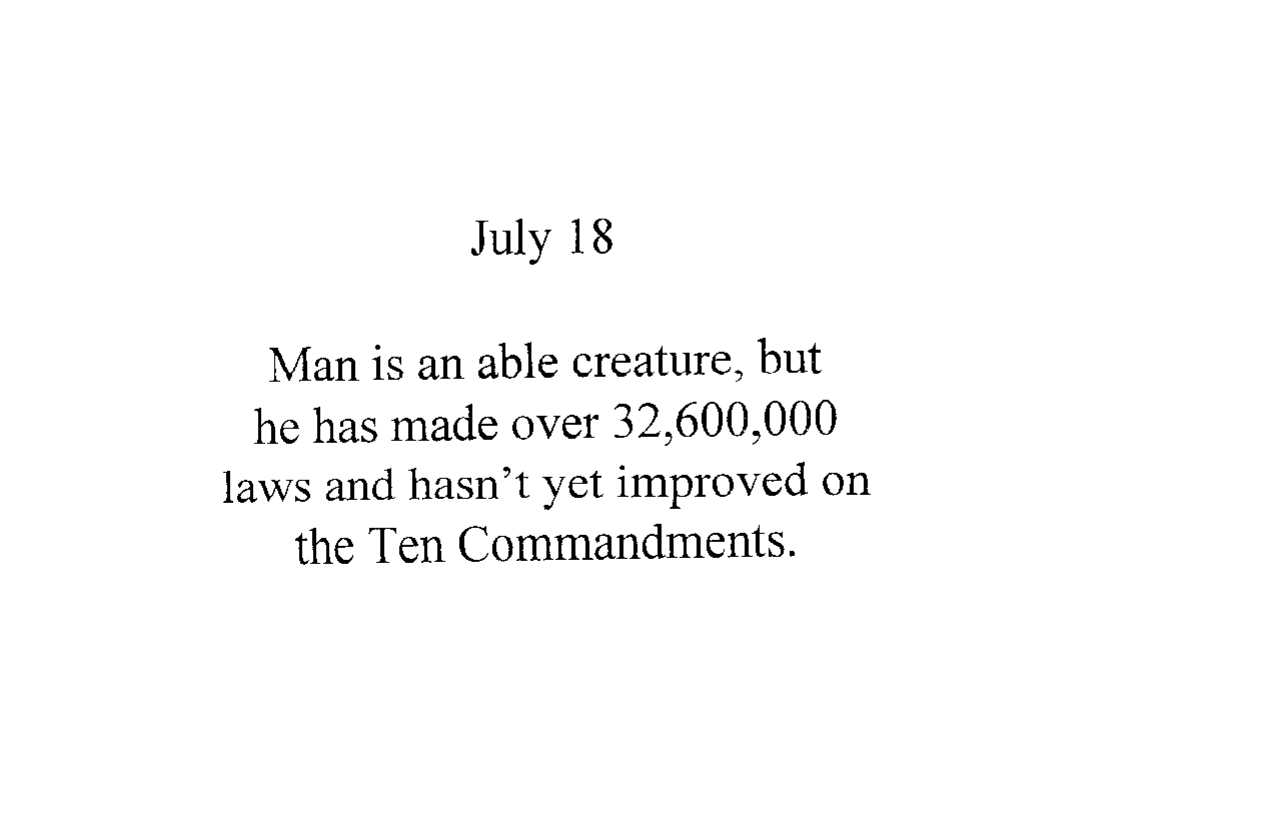 July 18
Man is an able creature, but
he has made over 32,600,000
laws and hasn’t yet improved on
the Ten Commandments.